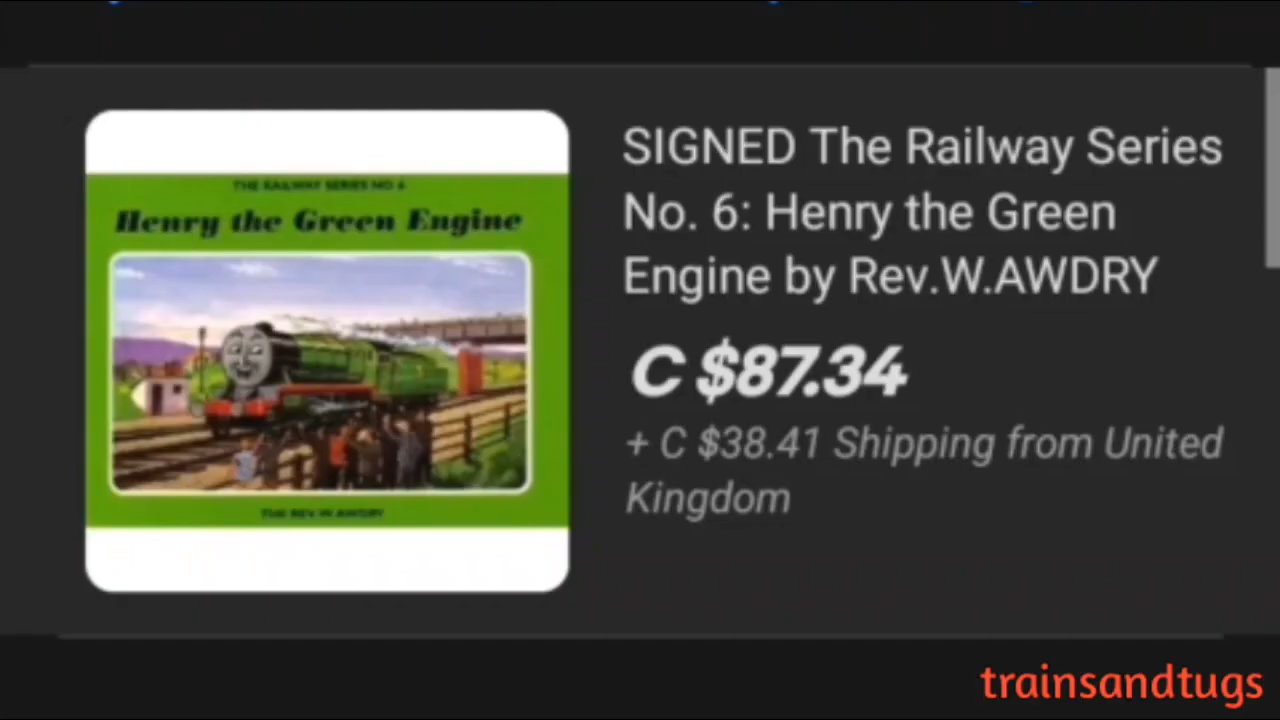 THE RAILWAY SERIES NO 6
Henry the Green Engine
THE REV. W. AWDRY
SIGNED The Railway Series
No. 6: Henry the Green
Engine by Rev.W.AWDRY
C $87.34
+ C $38.41 Shipping from United
Kingdom
trainsandtugs